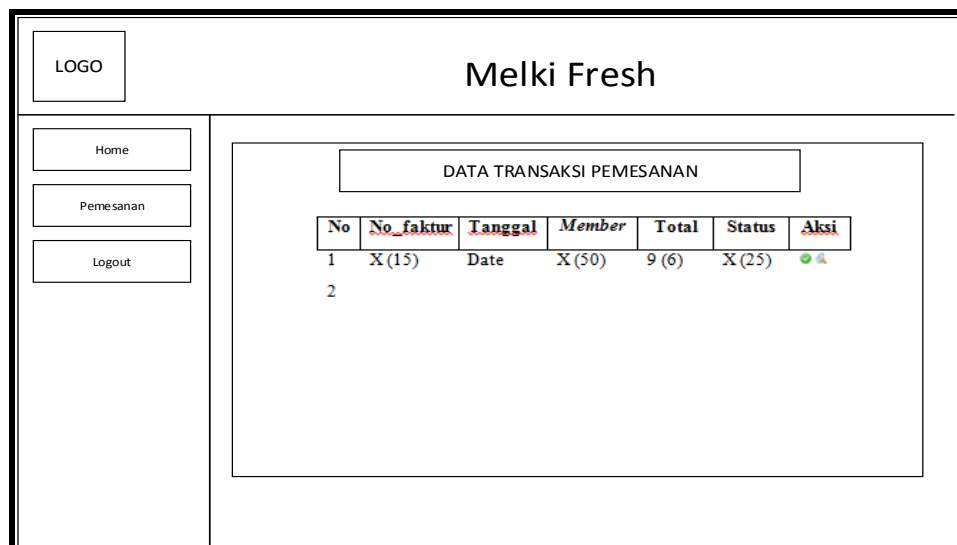 LOGO
Melki Fresh
Home
Pemesanan
Logout
DATA TRANSAKSI PEMESANAN
No No_faktur Tanggal Member Total Status Aksi
1 X (15) Date X (50) 9 (6) X (25)
2